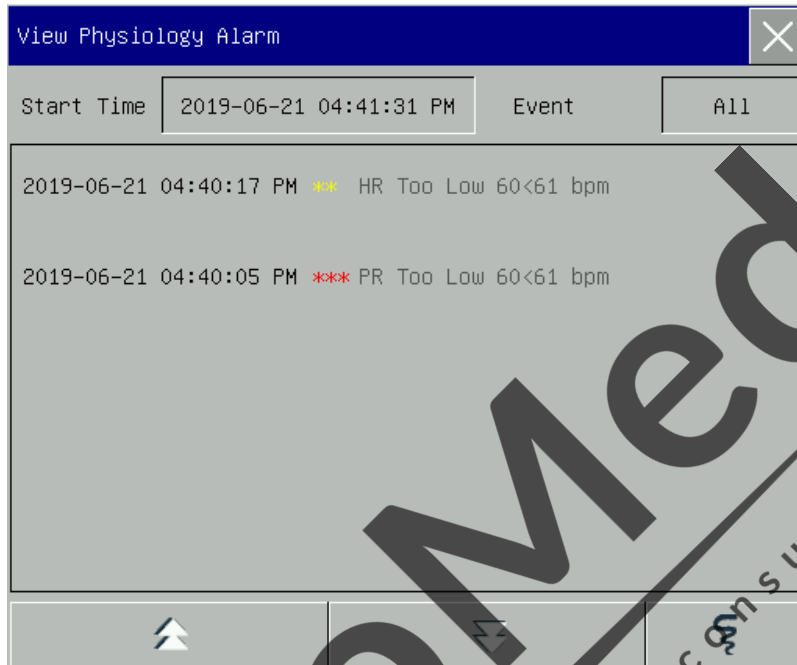 View Physiology Alarm
Start Time 2019-06-21 04:41:31 PM Event All
2019-06-21 04:40:17 PM ** HR Too Low 60<61 bpm
2019-06-21 04:40:05 PM *** PR Too Low 60<61 bpm
Med
consu